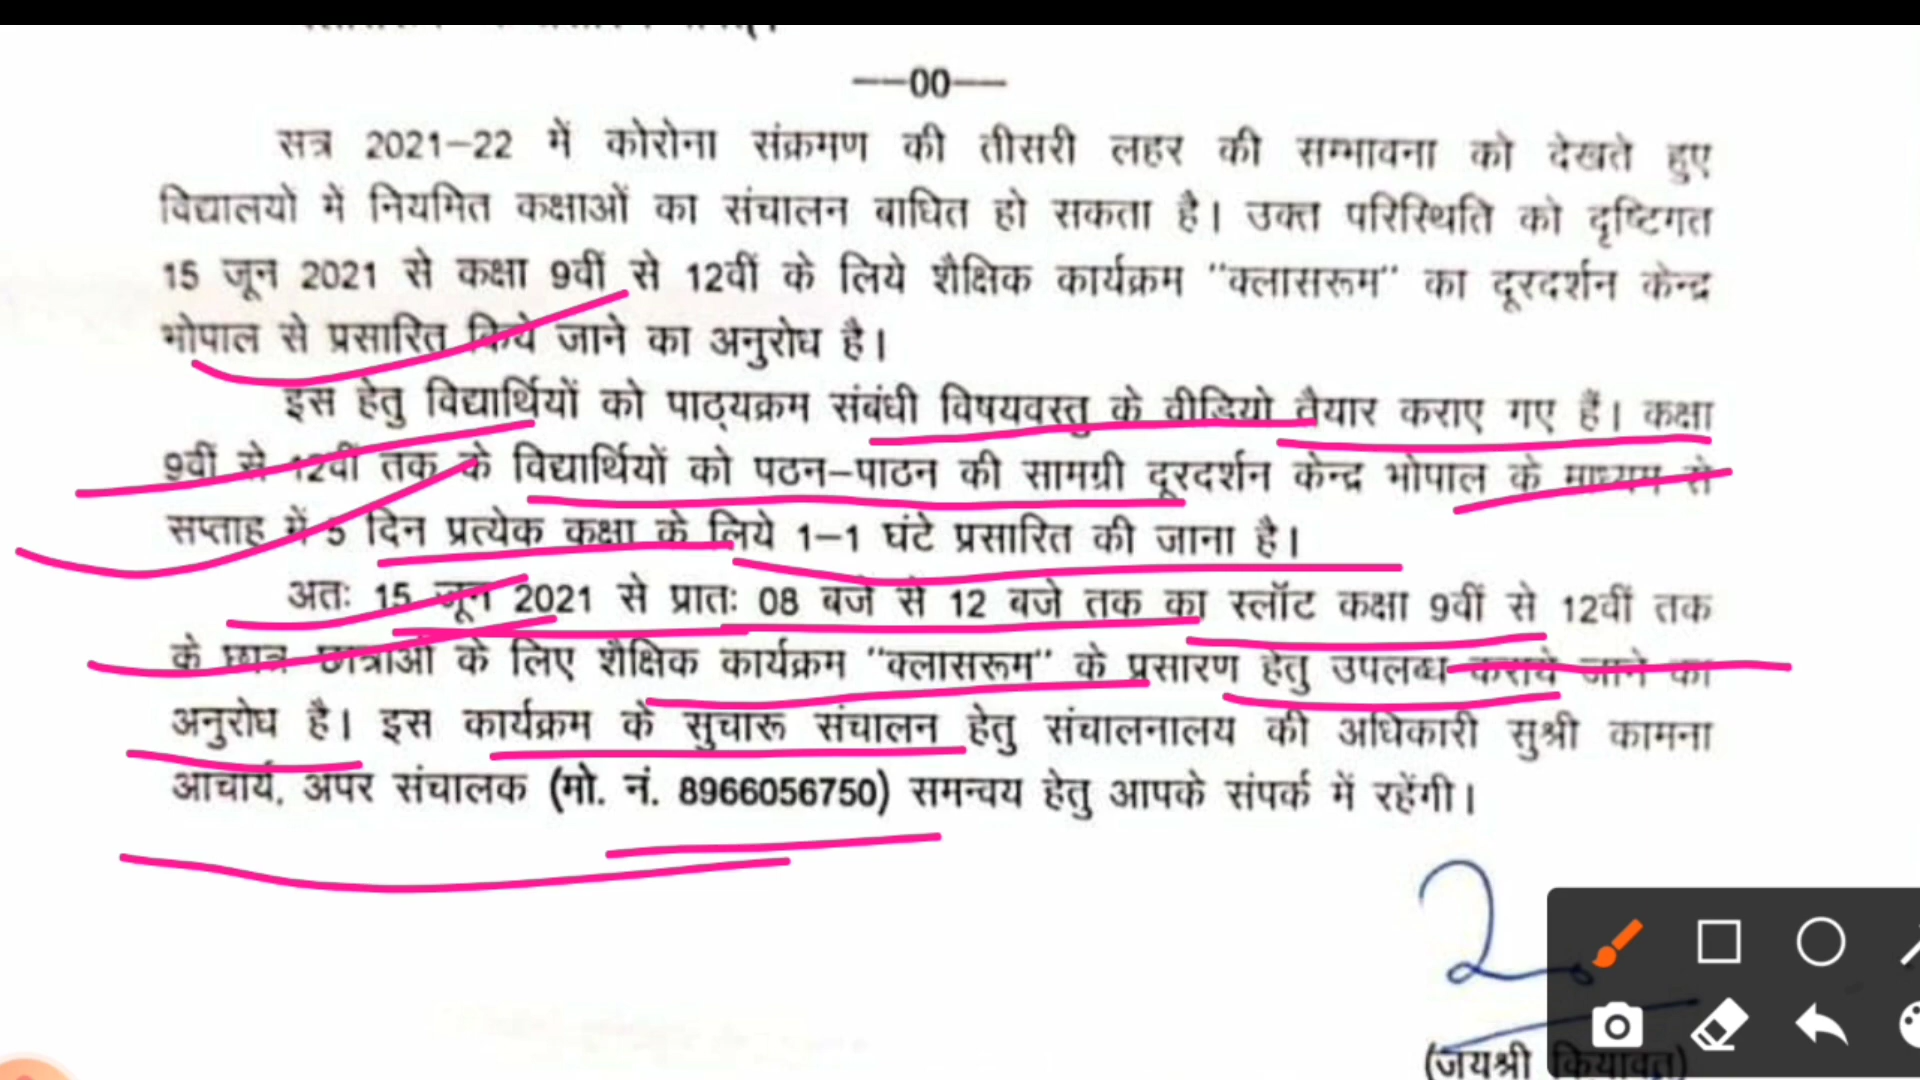 —00—
सत्र 2021–22 में कोरोना संक्रमण की तीसरी लहर की सम्भावना को देखते हुए
विद्यालयो में नियमित कक्षाओं का संचालन बाधित हो सकता है। उक्त परिस्थिति को दृष्टिगत
15 जून 2021 से कक्षा 9वीं से 12वीं के लिये शैक्षिक कार्यक्रम "क्लासरूम" का दूरदर्शन केन्द्र
भोपाल से प्रसारित किये जाने का अनुरोध है।
इस हेतु विद्यार्थियों को पाठ्यक्रम संबंधी विषयवस्तु के वीडियो तैयार कराए गए हैं। कक्षा
9वीं से 12वीं तक के विद्यार्थियों को पठन–पाठन की सामग्री दूरदर्शन केन्द्र भोपाल के माध्यम से
सप्ताह में 5 दिन प्रत्येक कक्षा के लिये 1–1 घंटे प्रसारित की जाना है।
अतः 15 जून 2021 से प्रातः 08 बजे से 12 बजे तक का स्लॉट कक्षा 9वीं से 12वीं तक
के छात्र छात्राओं के लिए शैक्षिक कार्यक्रम "क्लासरूम" के प्रसारण हेतु उपलब्ध कराये जाने का
अनुरोध है। इस कार्यक्रम के सुचारू संचालन हेतु संचालनालय की अधिकारी सुश्री कामना
आचार्य, अपर संचालक (मो. नं. 8966056750) समन्वय हेतु आपके संपर्क में रहेंगी।
(जयश्री कियावत)